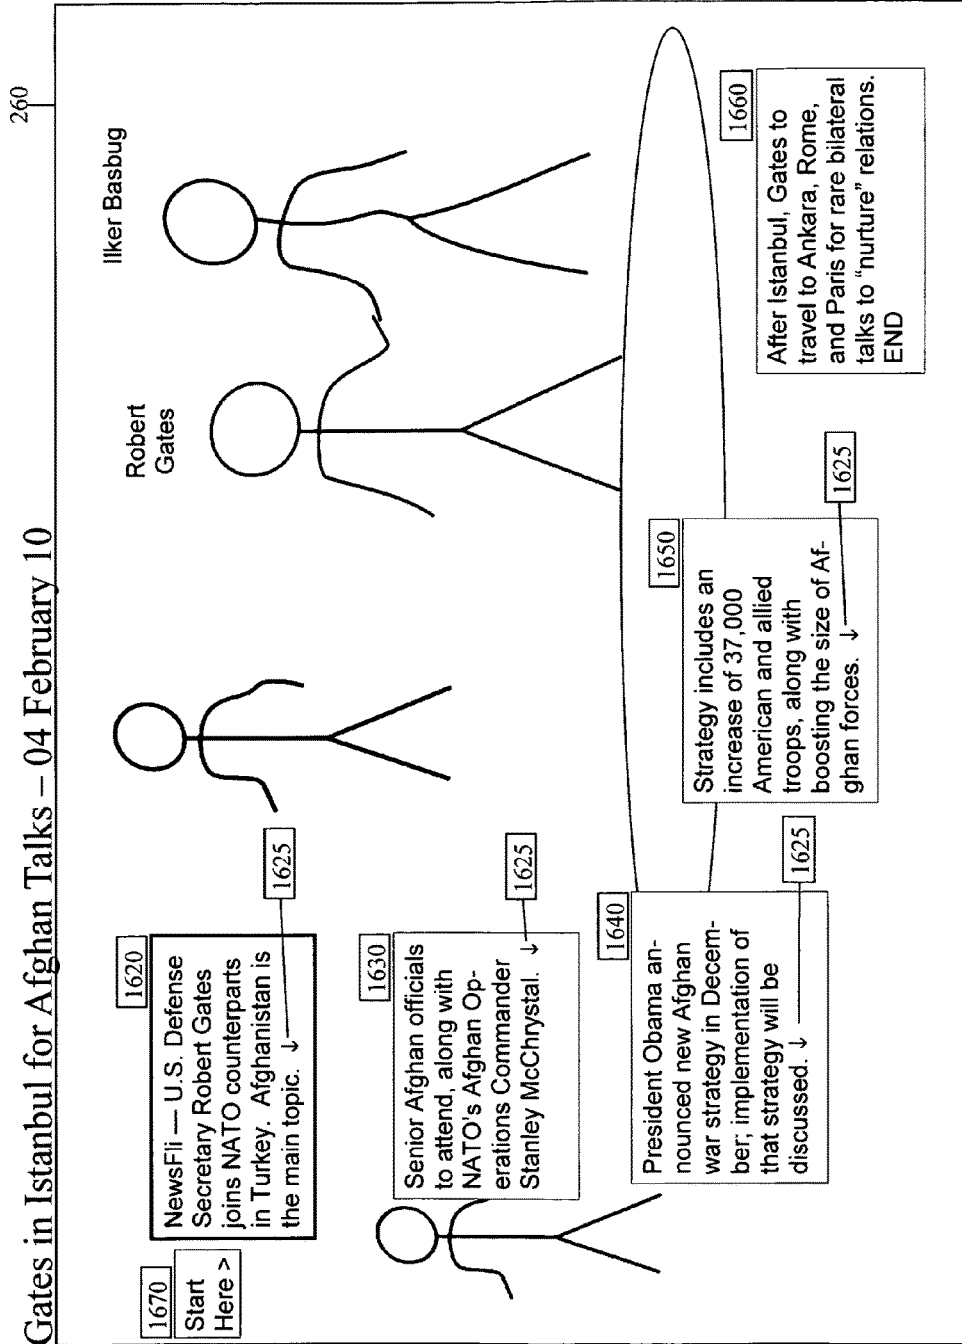 Gates in Istanbul for Afghan Talks – 04 February 10
260
1670
Start
Here >
1620
NewsFli — U.S. Defense
Secretary Robert Gates
joins NATO counterparts
in Turkey. Afghanistan is
the main topic. ↓
1625
1630
Senior Afghan officials
to attend, along with
NATO's Afghan Op-
erations Commander
Stanley McChrystal. ↓
1625
1640
President Obama an-
nounced new Afghan
war strategy in Decem-
ber; implementation of
that strategy will be
discussed. ↓
1625
1650
Strategy includes an
increase of 37,000
American and allied
troops, along with
boosting the size of Af-
ghan forces. ↓
1625
Robert
Gates
Ilker Basbug
1660
After Istanbul, Gates to
travel to Ankara, Rome,
and Paris for rare bilateral
talks to “nurture” relations.
END